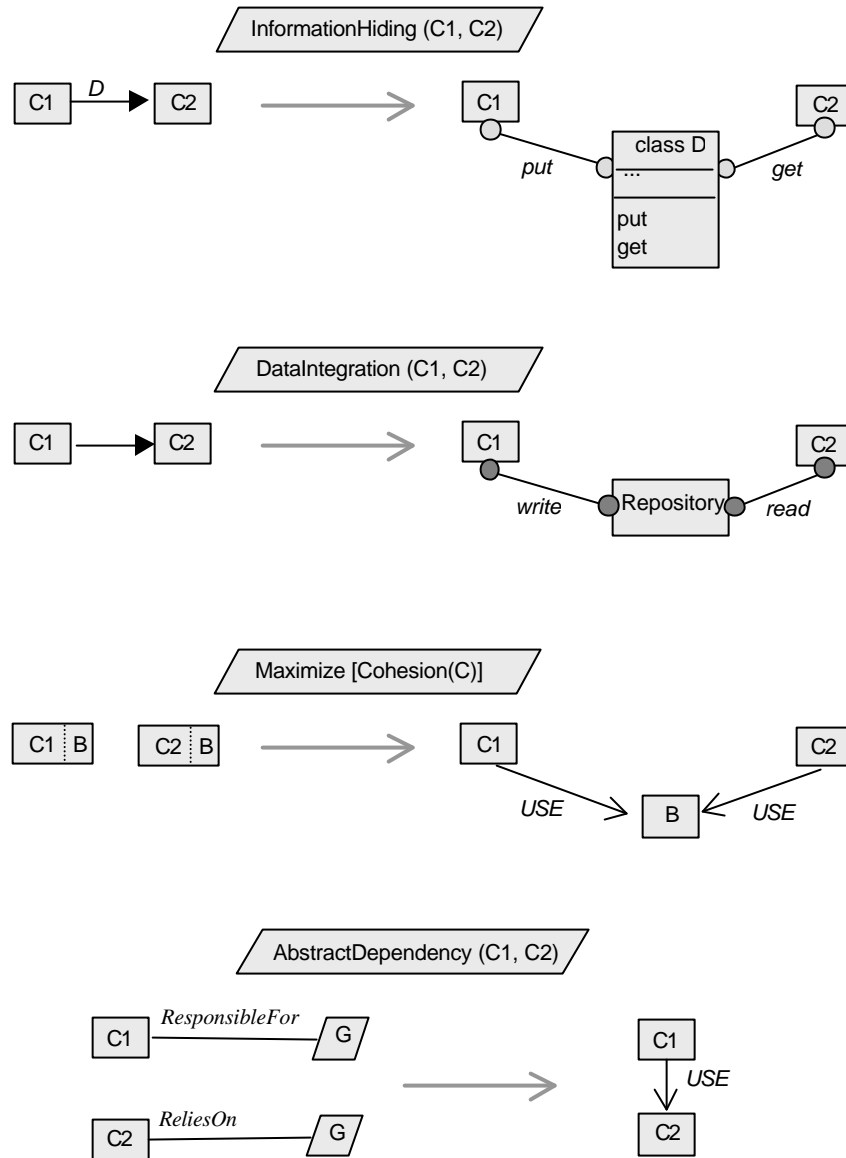 InformationHiding (C1, C2)
C1 D C2
C1 C2
put class D get
...
put
get
DataIntegration (C1, C2)
C1 C2
C1 C2
write Repository read
Maximize [Cohesion(C)]
C1 B C2 B
C1 C2
USE B USE
AbstractDependency (C1, C2)
C1 ResponsibleFor G
C2 ReliesOn G
C1
USE
C2